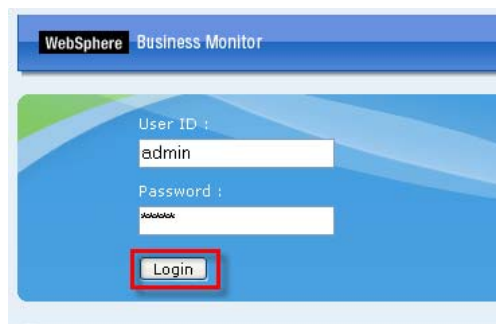 WebSphere Business Monitor
User ID :
admin
Password :
*****
Login